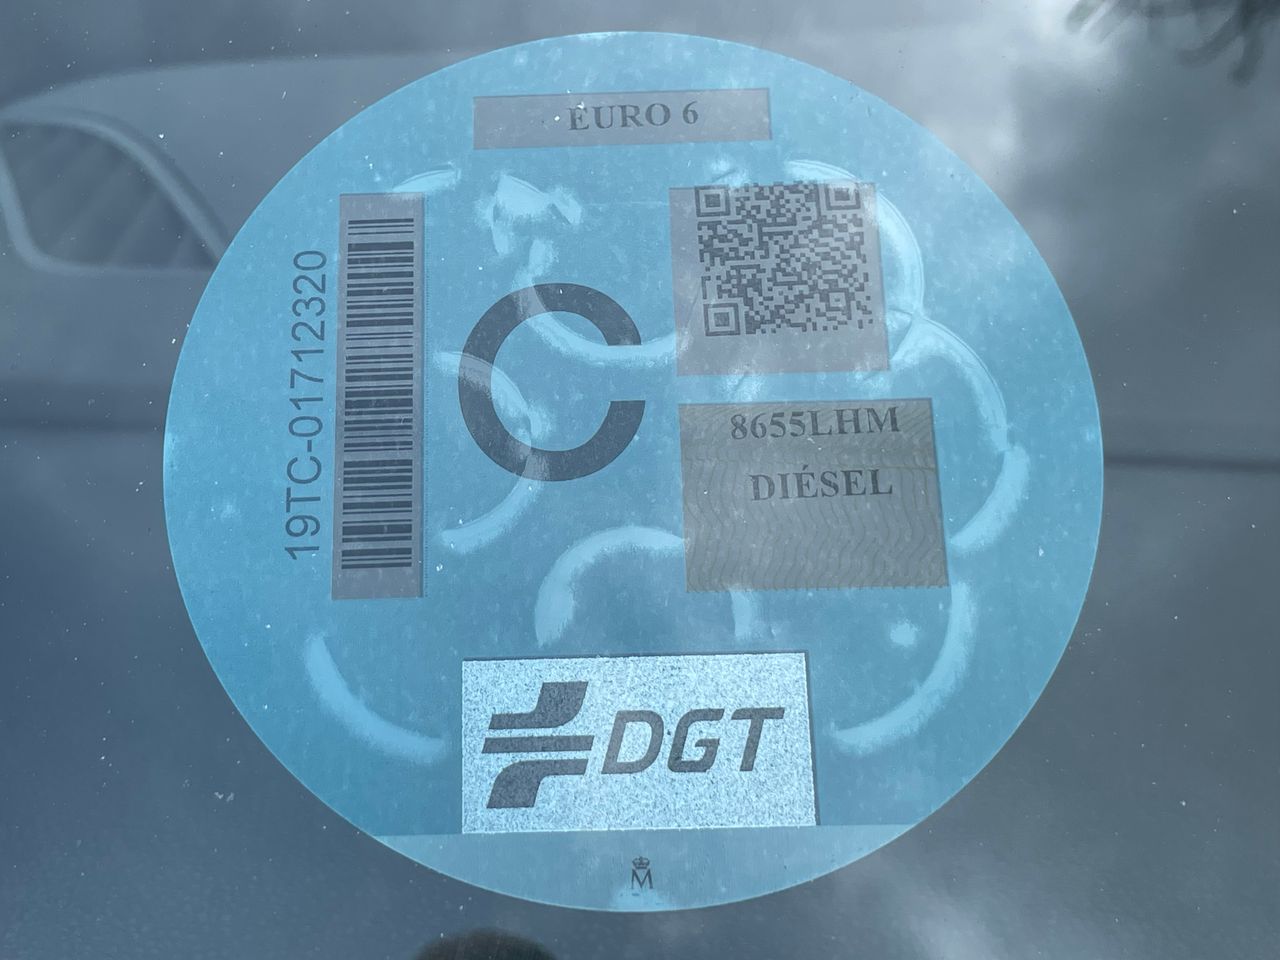 EURO 6
19TC-01712320
C
8655LHM
DIÉSEL
DGT
M